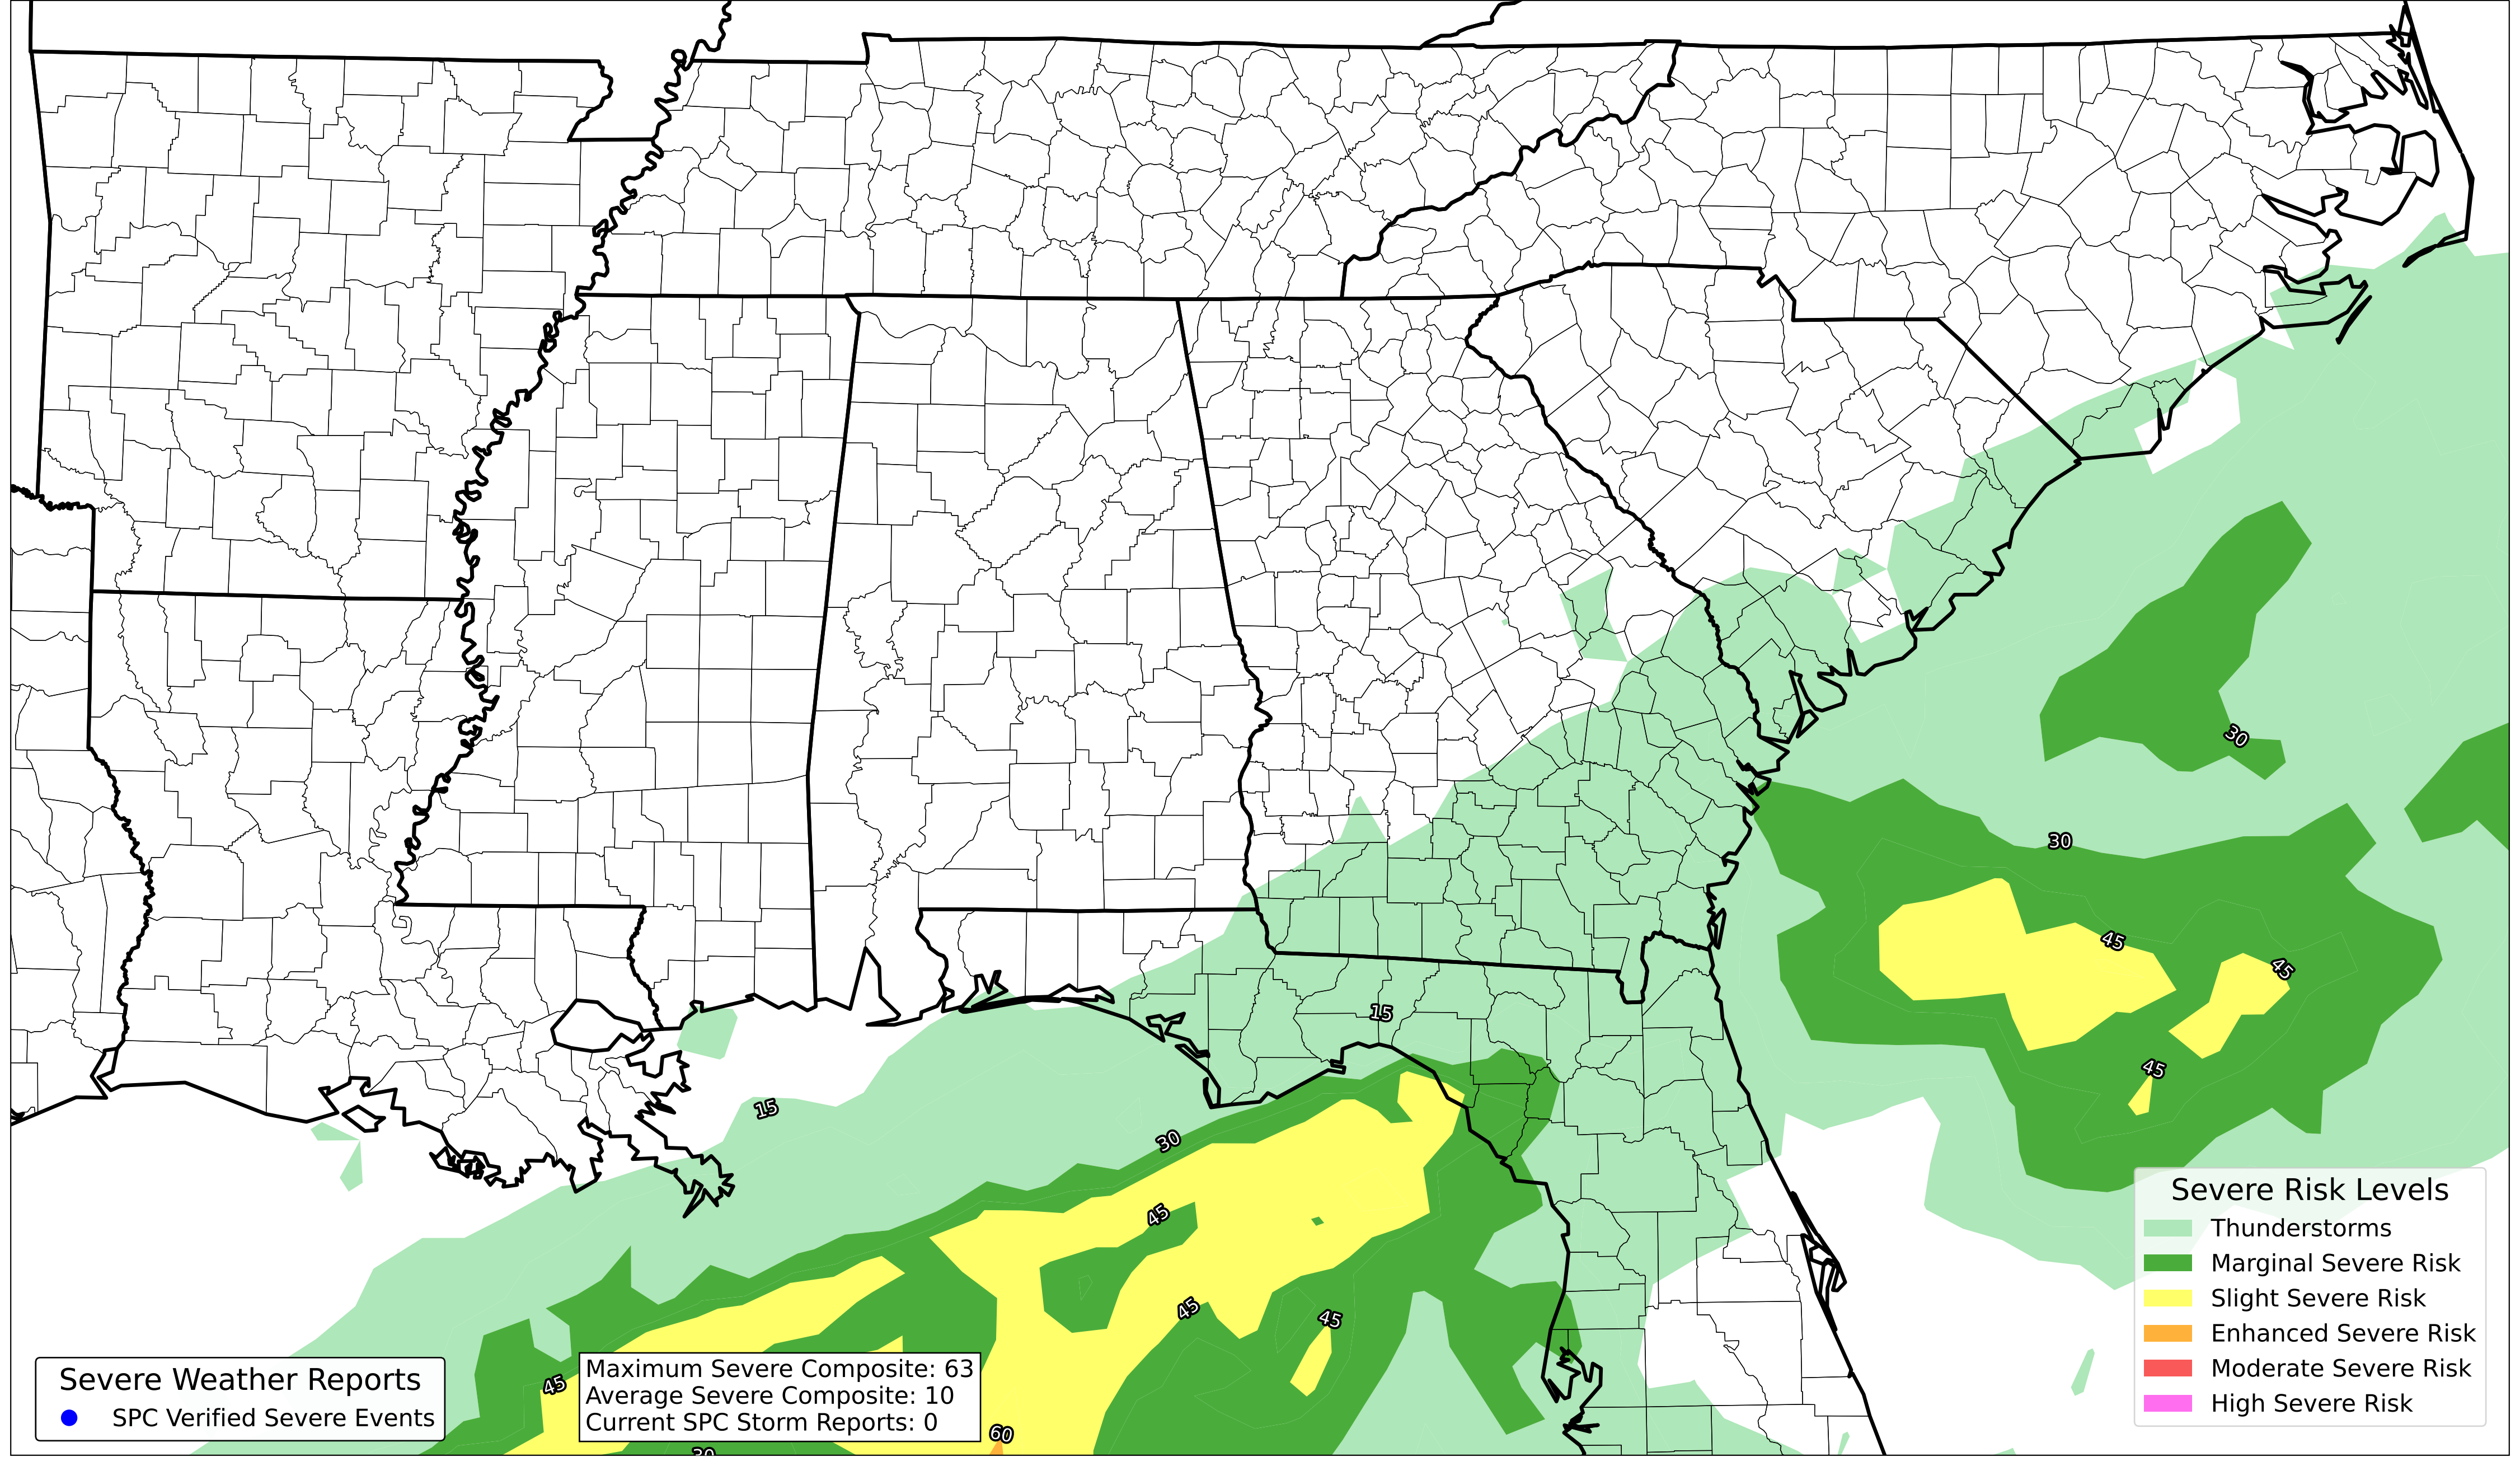 30
30
45
45
15
45
15
30
45
45
45
45
60
30
Severe Risk Levels
Thunderstorms
Marginal Severe Risk
Slight Severe Risk
Enhanced Severe Risk
Moderate Severe Risk
High Severe Risk
Severe Weather Reports
SPC Verified Severe Events
Maximum Severe Composite: 63
Average Severe Composite: 10
Current SPC Storm Reports: 0